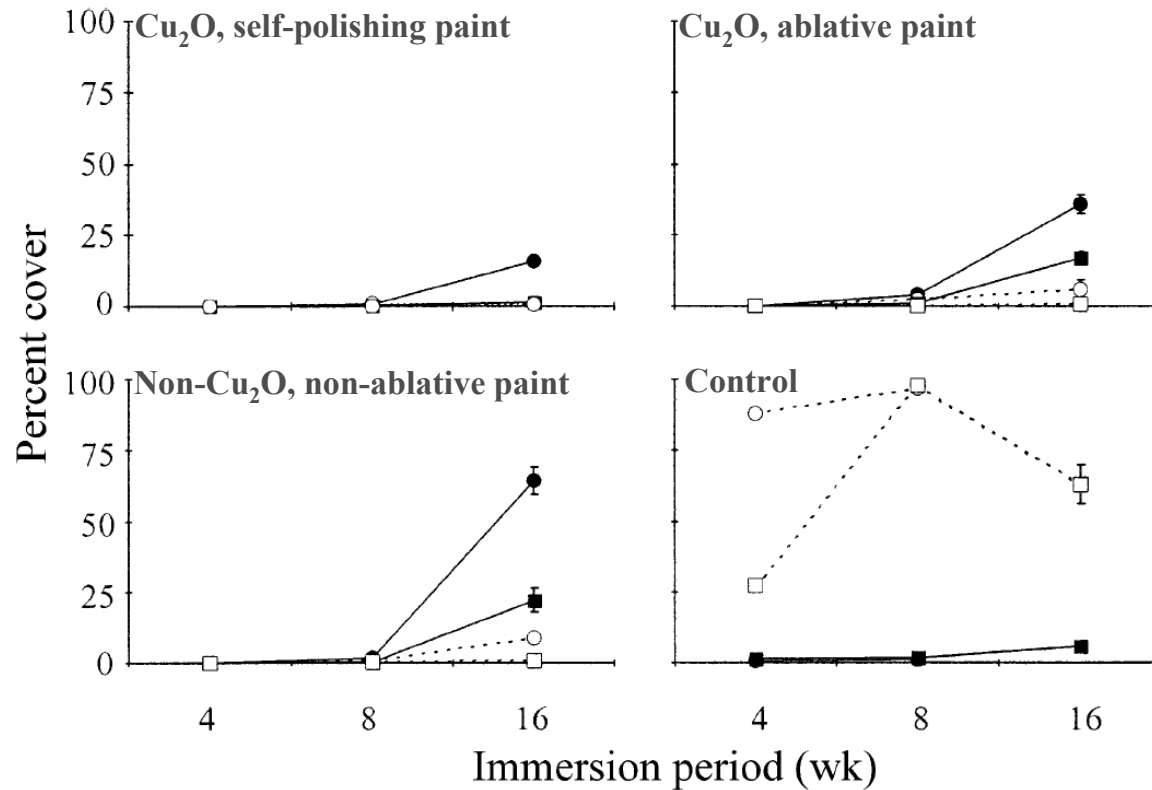 Cu₂O, self-polishing paint
Cu₂O, ablative paint
100
75
50
25
0
Non-Cu₂O, non-ablative paint
Control
100
75
50
25
0
Percent cover
4 8 16
4 8 16
Immersion period (wk)